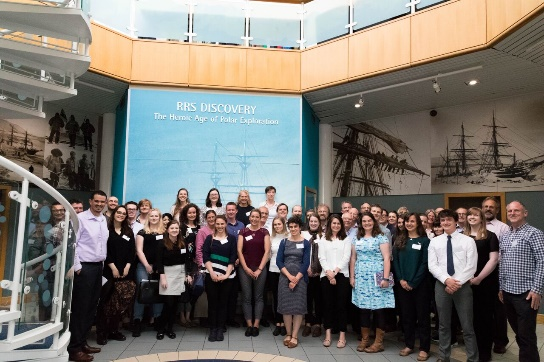 RRS DISCOVERY
The Heroic Age of Polar Exploration